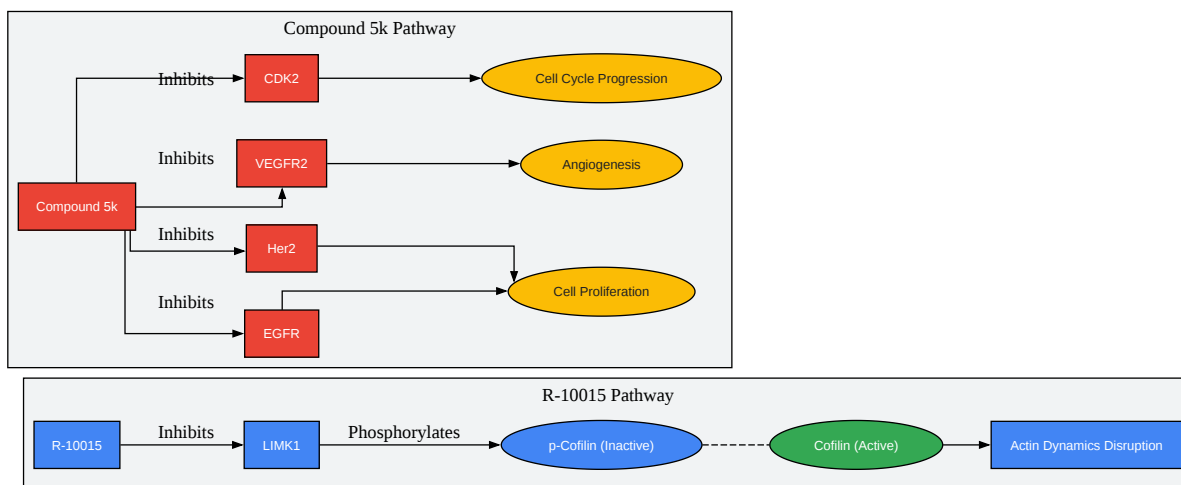 Compound 5k Pathway
Inhibits
CDK2
Cell Cycle Progression
Inhibits
VEGFR2
Angiogenesis
Compound 5k
Inhibits
Her2
Cell Proliferation
Inhibits
EGFR
R-10015 Pathway
R-10015
Inhibits
LIMK1
Phosphorylates
p-Cofilin (Inactive)
Cofilin (Active)
Actin Dynamics Disruption